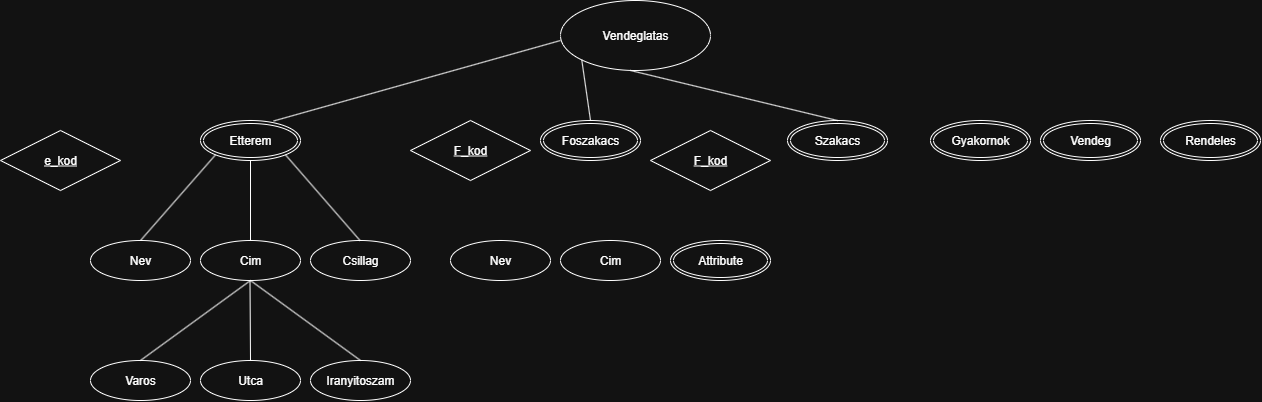 Vendeglatas
e_kod
Etterem
F_kod
Foszakacs
F_kod
Szakacs
Gyakornok
Vendeg
Rendeles
Nev
Cim
Csillag
Nev
Cim
Attribute
Varos
Utca
Iranyitoszam